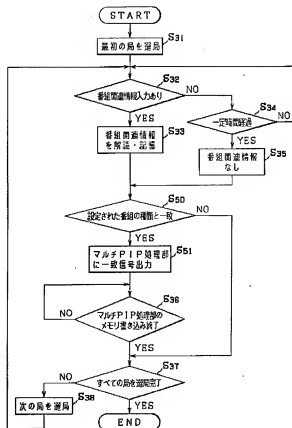 START
最初の局を選局
S31
S32
番組関連情報入力あり
NO
YES
S34
一定時間経過
NO
YES
S33
番組関連情報
を解読・記憶
S35
番組関連情報
なし
S50
設定された番組の種類と一致
NO
YES
マルチPIP処理部
に一致信号出力
S51
S36
マルチPIP処理部の
メモリ書き込み終了
NO
YES
S37
すべての局を選局完了
NO
YES
S38
次の局を選局
END